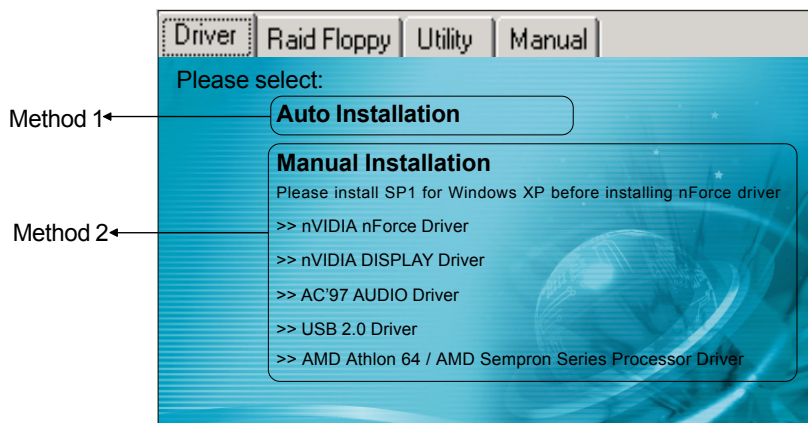 Driver Raid Floppy Utility Manual
Please select:
Method 1
Auto Installation
Manual Installation
Please install SP1 for Windows XP before installing nForce driver
Method 2
>> nVIDIA nForce Driver
>> nVIDIA DISPLAY Driver
>> AC'97 AUDIO Driver
>> USB 2.0 Driver
>> AMD Athlon 64 / AMD Sempron Series Processor Driver